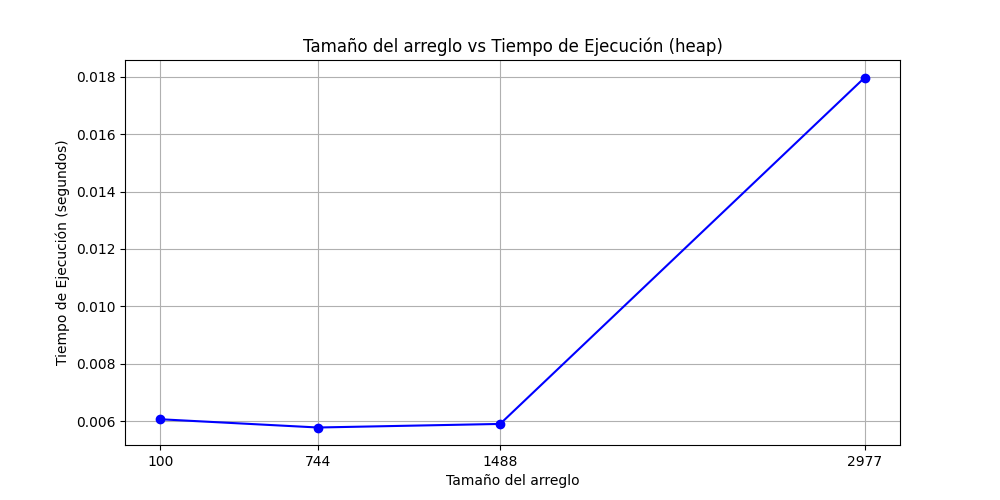 Tamaño del arreglo vs Tiempo de Ejecución (heap)
Tiempo de Ejecución (segundos)
0.018
0.016
0.014
0.012
0.010
0.008
0.006
100 744 1488 2977
Tamaño del arreglo